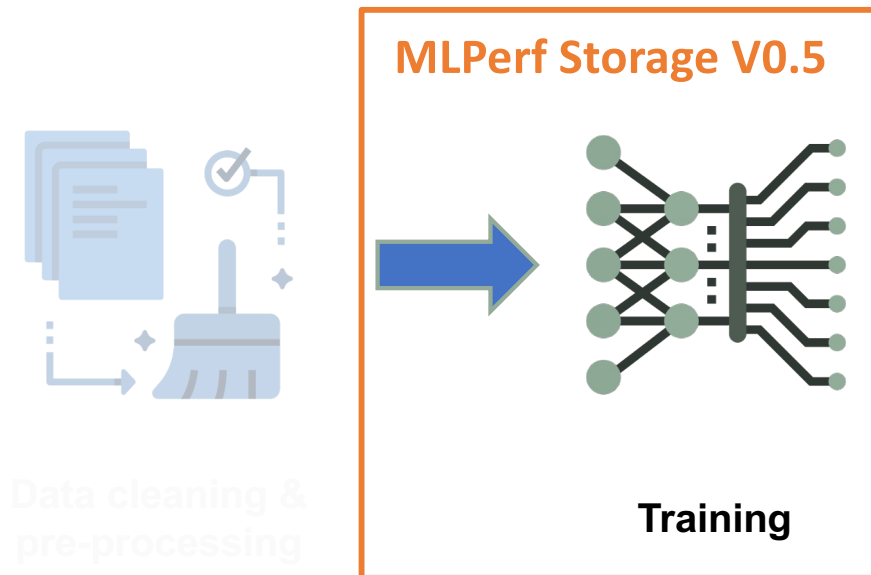 MLPerf Storage V0.5
Data cleaning &
pre-processing
Training